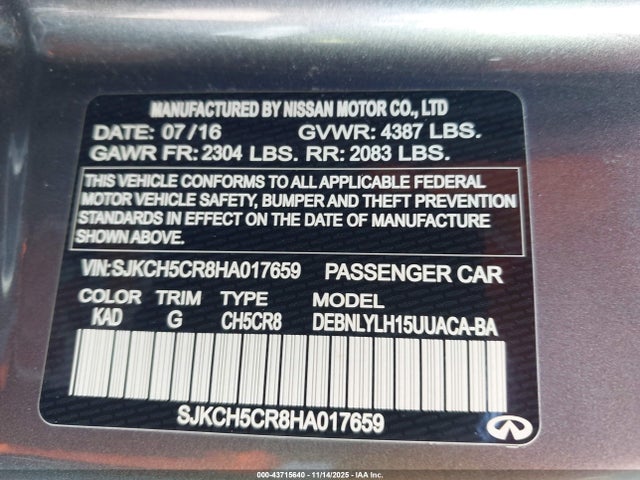 MANUFACTURED BY NISSAN MOTOR CO., LTD
DATE: 07/16 GVWR: 4387 LBS.
GAWR FR: 2304 LBS. RR: 2083 LBS.
THIS VEHICLE CONFORMS TO ALL APPLICABLE FEDERAL
MOTOR VEHICLE SAFETY, BUMPER AND THEFT PREVENTION
STANDARDS IN EFFECT ON THE DATE OF MANUFACTURE
SHOWN ABOVE.
VIN:SJKCH5CR8HA017659 PASSENGER CAR
COLOR TRIM TYPE MODEL
KAD G CH5CR8 DEBNLYLH15UUACA-BA
SJKCH5CR8HA017659
000-43715640 - 11/14/2025 - IAA, Inc.